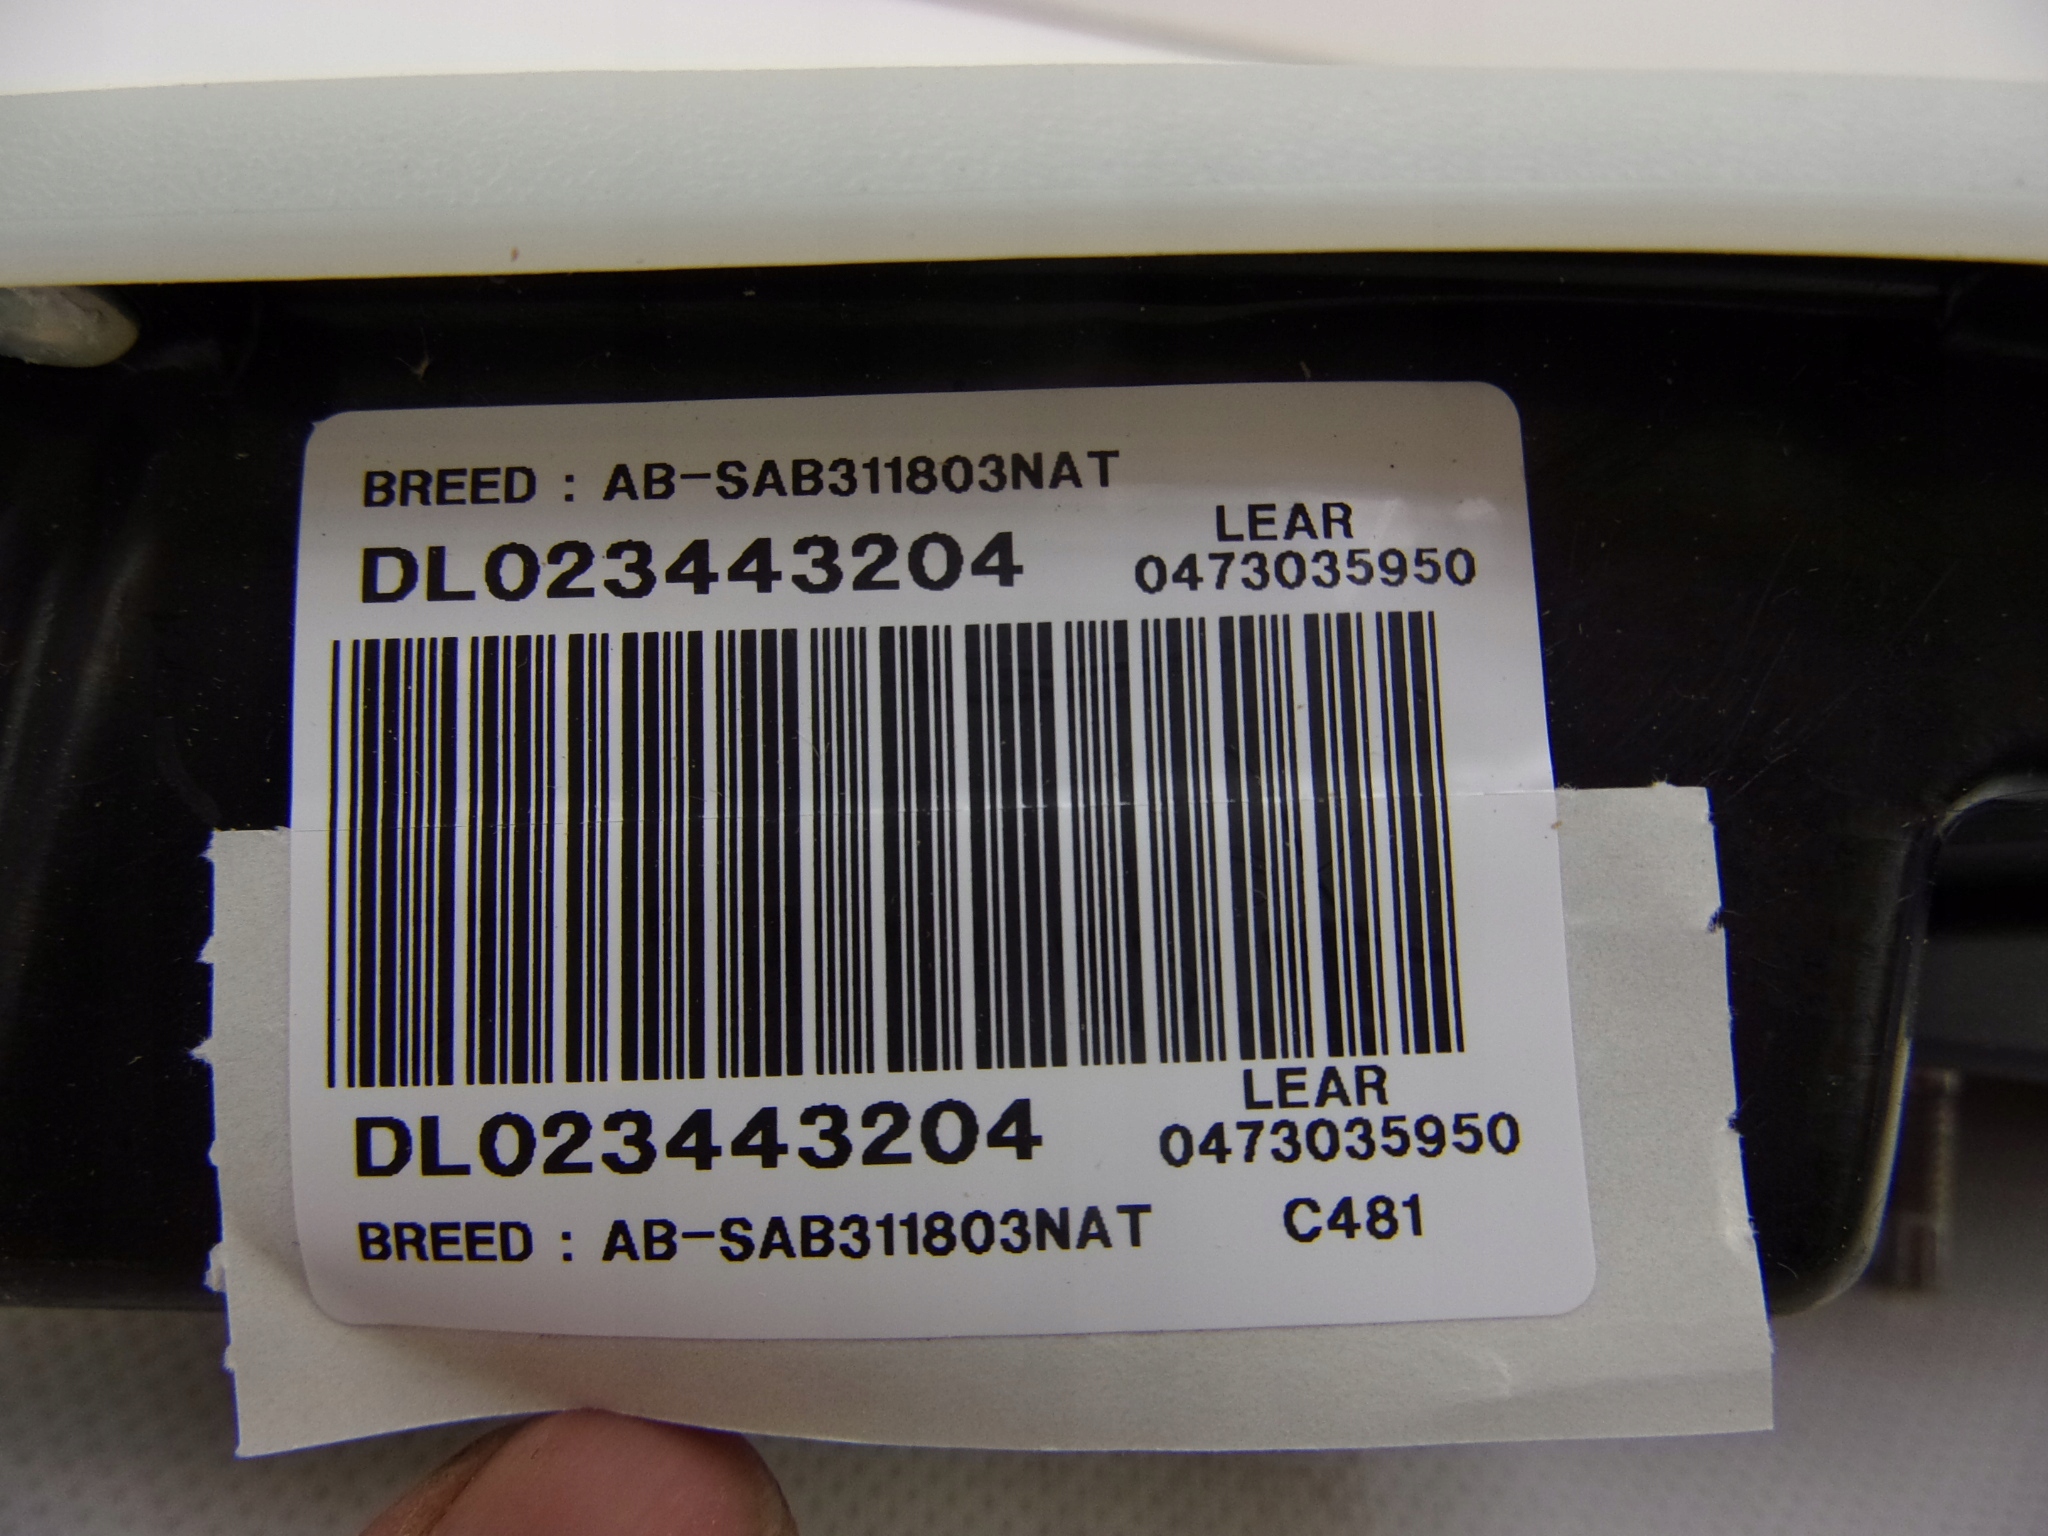 BREED : AB-SAB311803NAT
DL023443204
LEAR
0473035950
DL023443204
LEAR
0473035950
BREED : AB-SAB311803NAT
C481